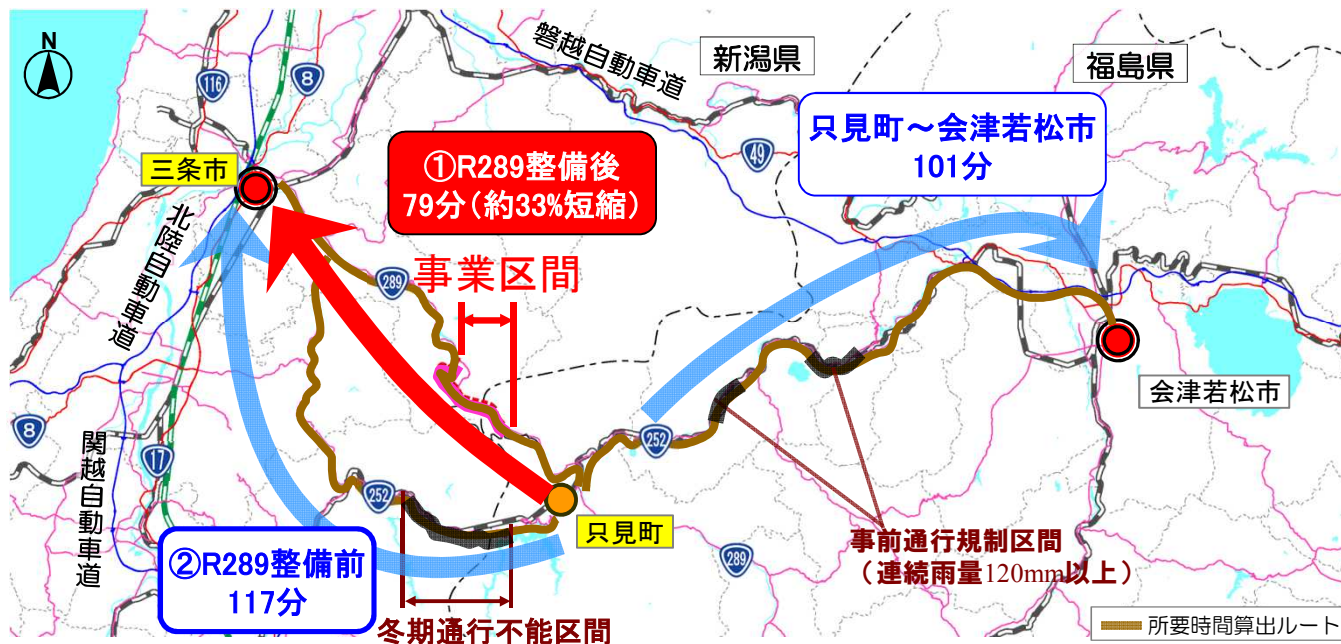 N
116
8
磐越自動車道
新潟県
福島県
49
只見町～会津若松市
101分
①R289整備後
79分（約33%短縮）
三条市
北陸自動車道
289
事業区間
会津若松市
8
関越自動車道
17
252
252
只見町
289
②R289整備前
117分
冬期通行不能区間
事前通行規制区間
（連続雨量120mm以上）
所要時間算出ルート